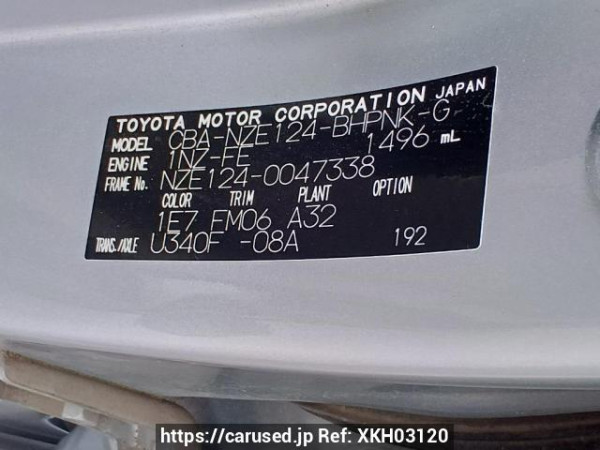 TOYOTA MOTOR CORPORATION JAPAN
MODEL CBA-NZE124-BHPNK-G
ENGINE 1NZ-FE 1496 mL
FRAME No. NZE124-0047338
COLOR TRIM PLANT OPTION
1E7 FM06 A32
TRANS./AXLE U340F -08A 192
https://carused.jp Ref: XKH03120